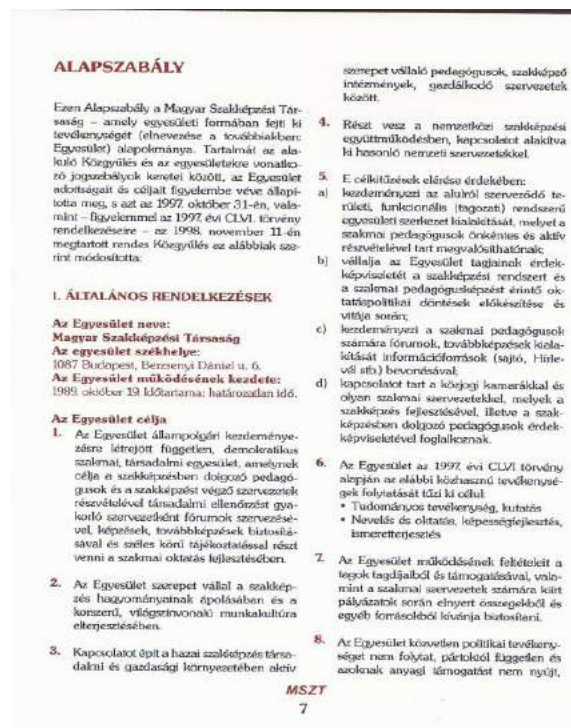 ALAPSZABÁLY
Ezen Alapszabály a Magyar Szakképzési Tár-
saság – amely egyesületi formában fejti ki
tevékenységét (elnevezése a továbbiakban:
Egyesület) alapokmánya. Tartalmát az ala-
kuló Közgyűlés és az egyesületekre vonatko-
zó jogszabályok keretei között, az Egyesület
adottságait és céljait figyelembe véve állapí-
totta meg, s azt az 1997. október 31-én, vala-
mint – figyelemmel az 1997. évi CLVI. törvény
rendelkezéseire – az 1998. november 11-én
megtartott rendes Közgyűlés az alábbiak sze-
rint módosította:
I. ÁLTALÁNOS RENDELKEZÉSEK
Az Egyesület neve:
Magyar Szakképzési Társaság
Az egyesület székhelye:
1087 Budapest, Berzsenyi Dániel u. 6.
Az Egyesület működésének kezdete:
1989. október 19. Időtartama: határozatlan idő.
Az Egyesület célja
1. Az Egyesület állampolgári kezdeménye-
zésre létrejött független, demokratikus
szakmai, társadalmi egyesület, amelynek
célja a szakképzésben dolgozó pedagó-
gusok és a szakképzést végző szervezetek
részvételével társadalmi ellenőrzést gya-
korló szervezetként fórumok szervezésé-
vel, képzések, továbbképzések biztosítá-
sával és széles körű tájékoztatással részt
venni a szakmai oktatás fejlesztésében.
2. Az Egyesület szerepet vállal a szakkép-
zés hagyományainak ápolásában és a
korszerű, világszínvonalú munkakultúra
elterjesztésében.
3. Kapcsolatot épít a hazai szakképzés társa-
dalmi és gazdasági környezetében aktív
szerepet vállaló pedagógusok, szakképző
intézmények, gazdálkodó szervezetek
között.
4. Részt vesz a nemzetközi szakképzési
együttműködésben, kapcsolatot alakítva
ki hasonló nemzeti szervezetekkel.
5. E célkitűzések elérése érdekében:
a) kezdeményezi az alulról szerveződő te-
rületi, funkcionális (tagozati) rendszerű
egyesületi szerkezet kialakítását, melyet a
szakmai pedagógusok önkéntes és aktív
részvételével tart megvalósíthatónak;
b) vállalja az Egyesület tagjainak érdek-
képviseletét a szakképzési rendszert és
a szakmai pedagógusképzést érintő ok-
tatáspolitikai döntések előkészítése és
vitája során;
c) kezdeményezi a szakmai pedagógusok
számára fórumok, továbbképzések kiala-
kítását információforrások (sajtó, Hírle-
vél stb.) bevonásával;
d) kapcsolatot tart a közjogi kamarákkal és
olyan szakmai szervezetekkel, melyek a
szakképzés fejlesztésével, illetve a szak-
képzésben dolgozó pedagógusok érdek-
képviseletével foglalkoznak.
6. Az Egyesület az 1997. évi CLVI törvény
alapján az alábbi közhasznú tevékenysé-
gek folytatását tűzi ki célul:
• Tudományos tevékenység, kutatás
• Nevelés és oktatás, képességfejlesztés,
ismeretterjesztés
7. Az Egyesület működésének feltételeit a
tagok tagdíjaiból és támogatásával, vala-
mint a szakmai szervezetek számára kiírt
pályázatok során elnyert összegekből és
egyéb forrásokból kívánja biztosítani.
8. Az Egyesület közvetlen politikai tevékeny-
séget nem folytat, pártoktól független és
azoknak anyagi támogatást nem nyújt,
MSZT
7